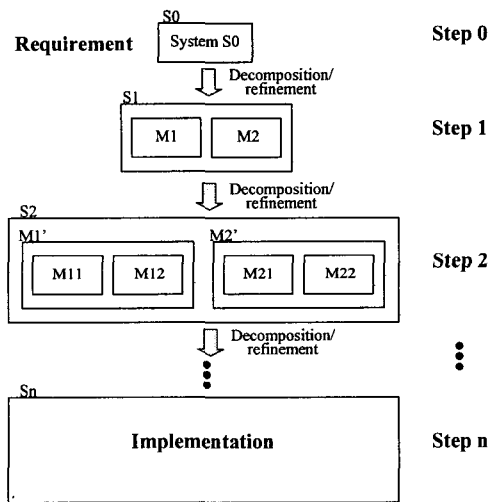 S0
Requirement
System S0
Step 0
Decomposition/
refinement
S1
M1
M2
Step 1
Decomposition/
refinement
S2
M1'
M2'
M11
M12
M21
M22
Step 2
Decomposition/
refinement
Sn
Implementation
Step n